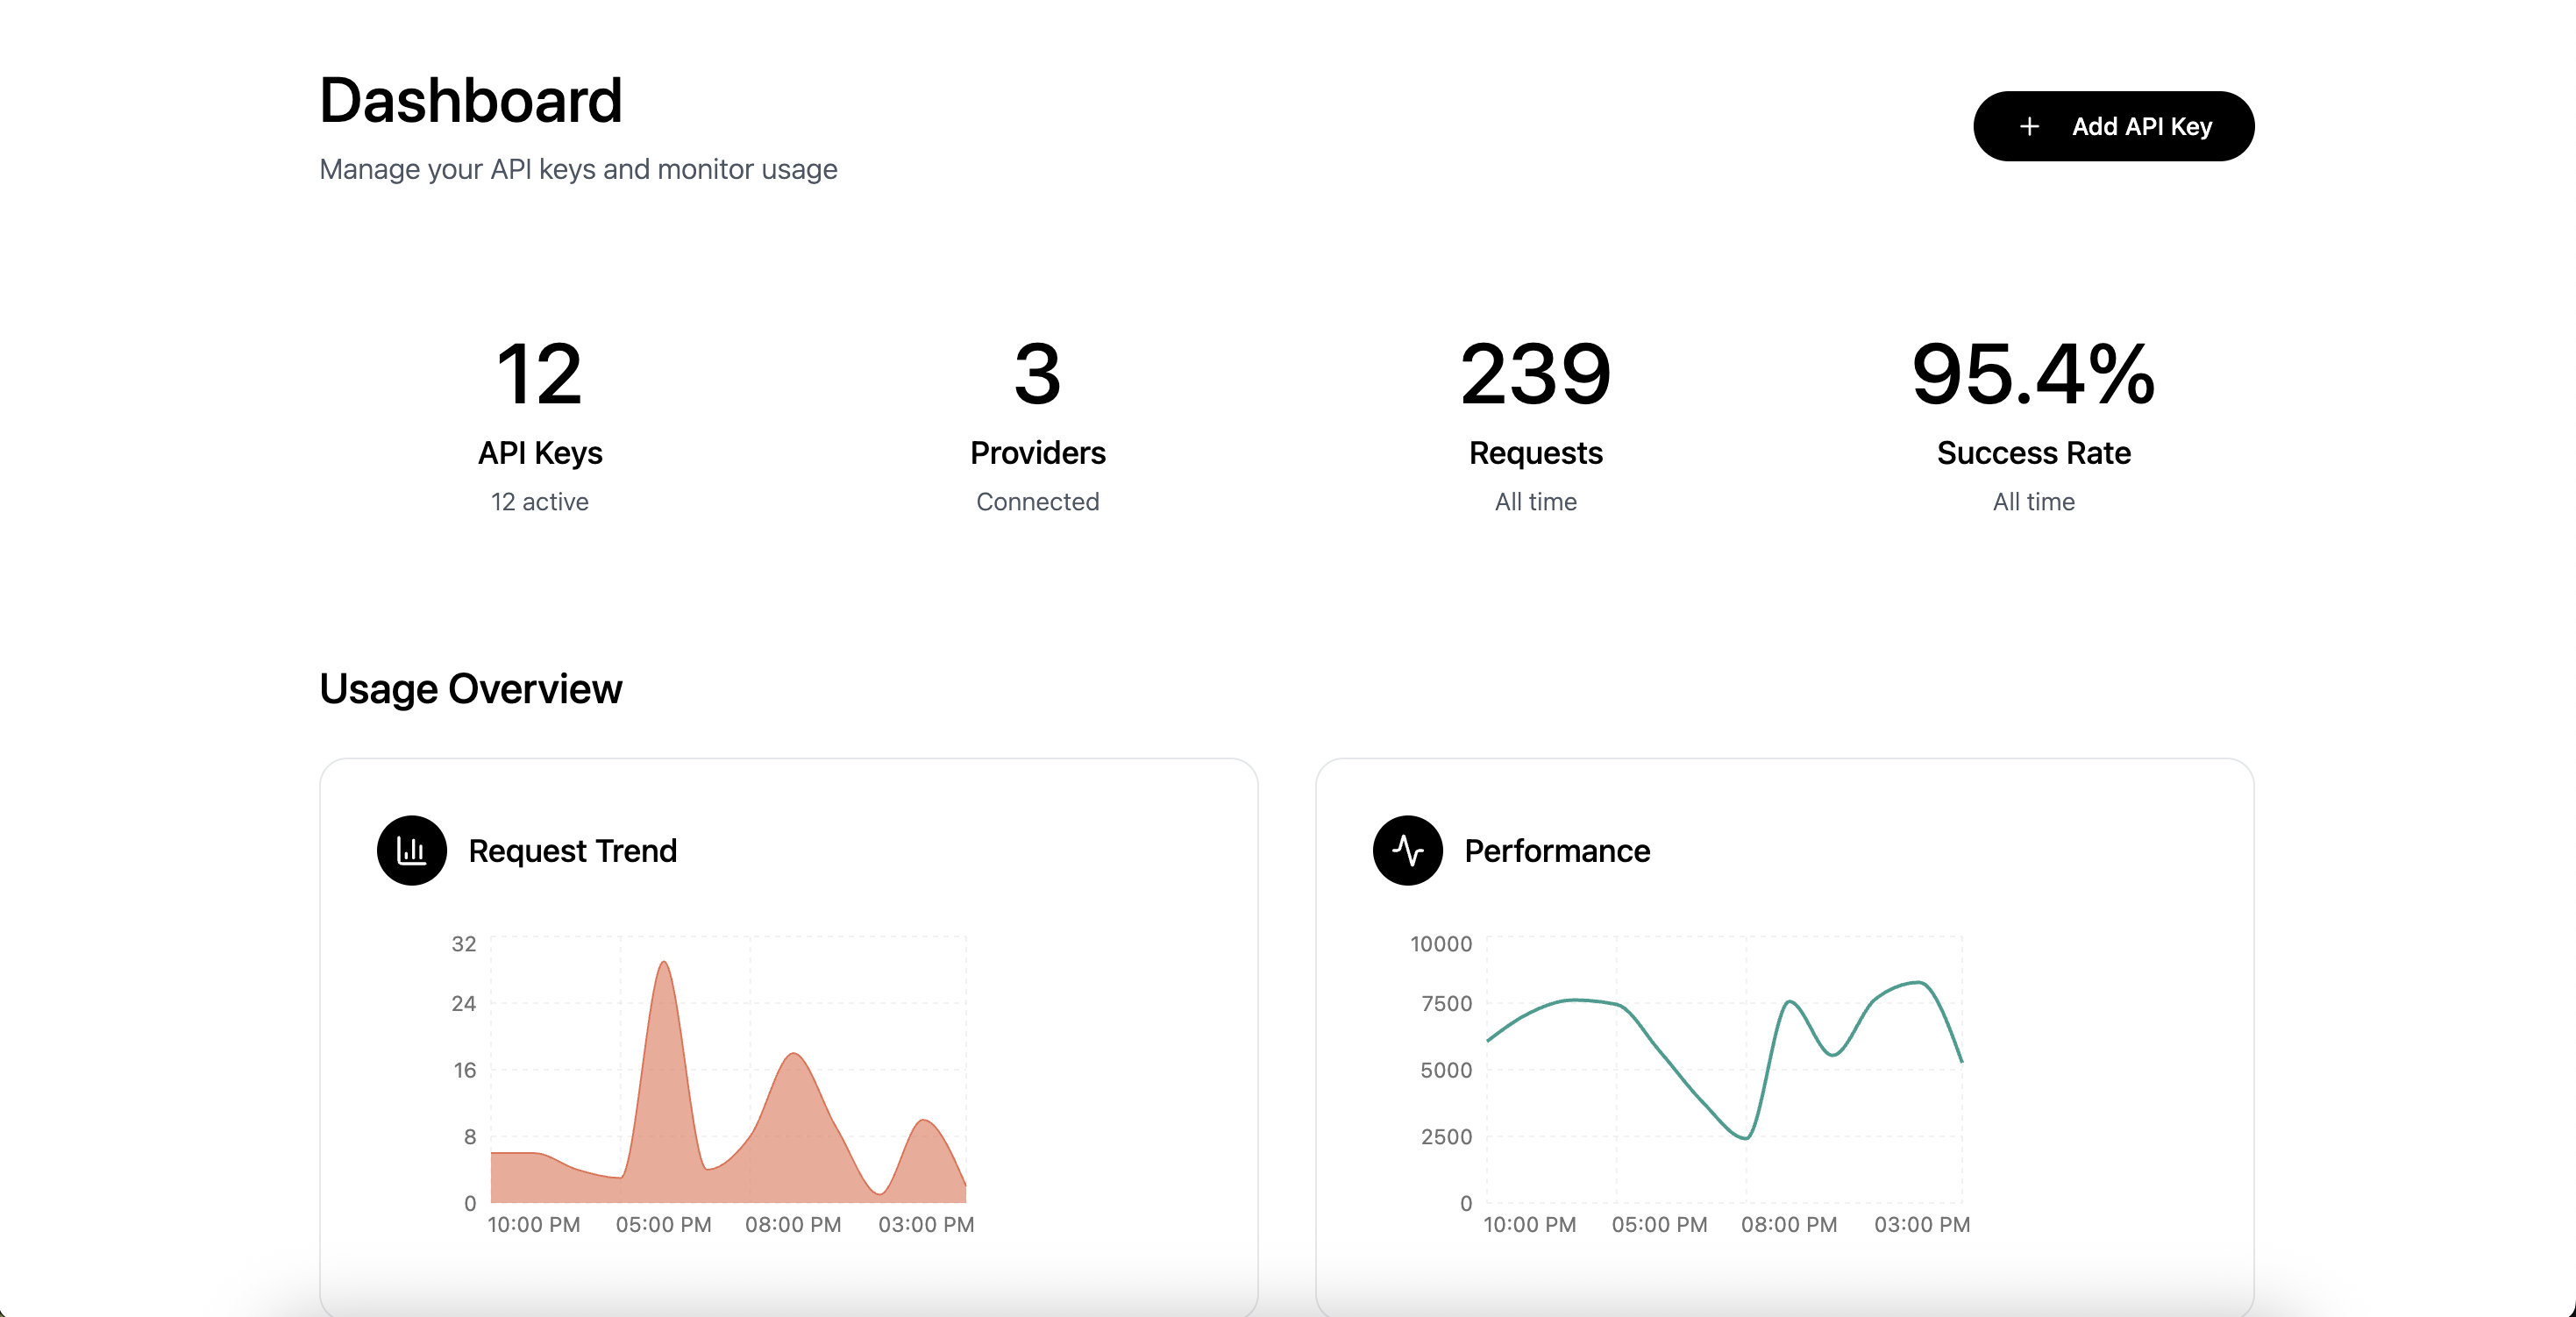 Dashboard
Manage your API keys and monitor usage
+ Add API Key
12
API Keys
12 active
3
Providers
Connected
239
Requests
All time
95.4%
Success Rate
All time
Usage Overview
Request Trend
32
24
16
8
0
10:00 PM 05:00 PM 08:00 PM 03:00 PM
Performance
10000
7500
5000
2500
0
10:00 PM 05:00 PM 08:00 PM 03:00 PM